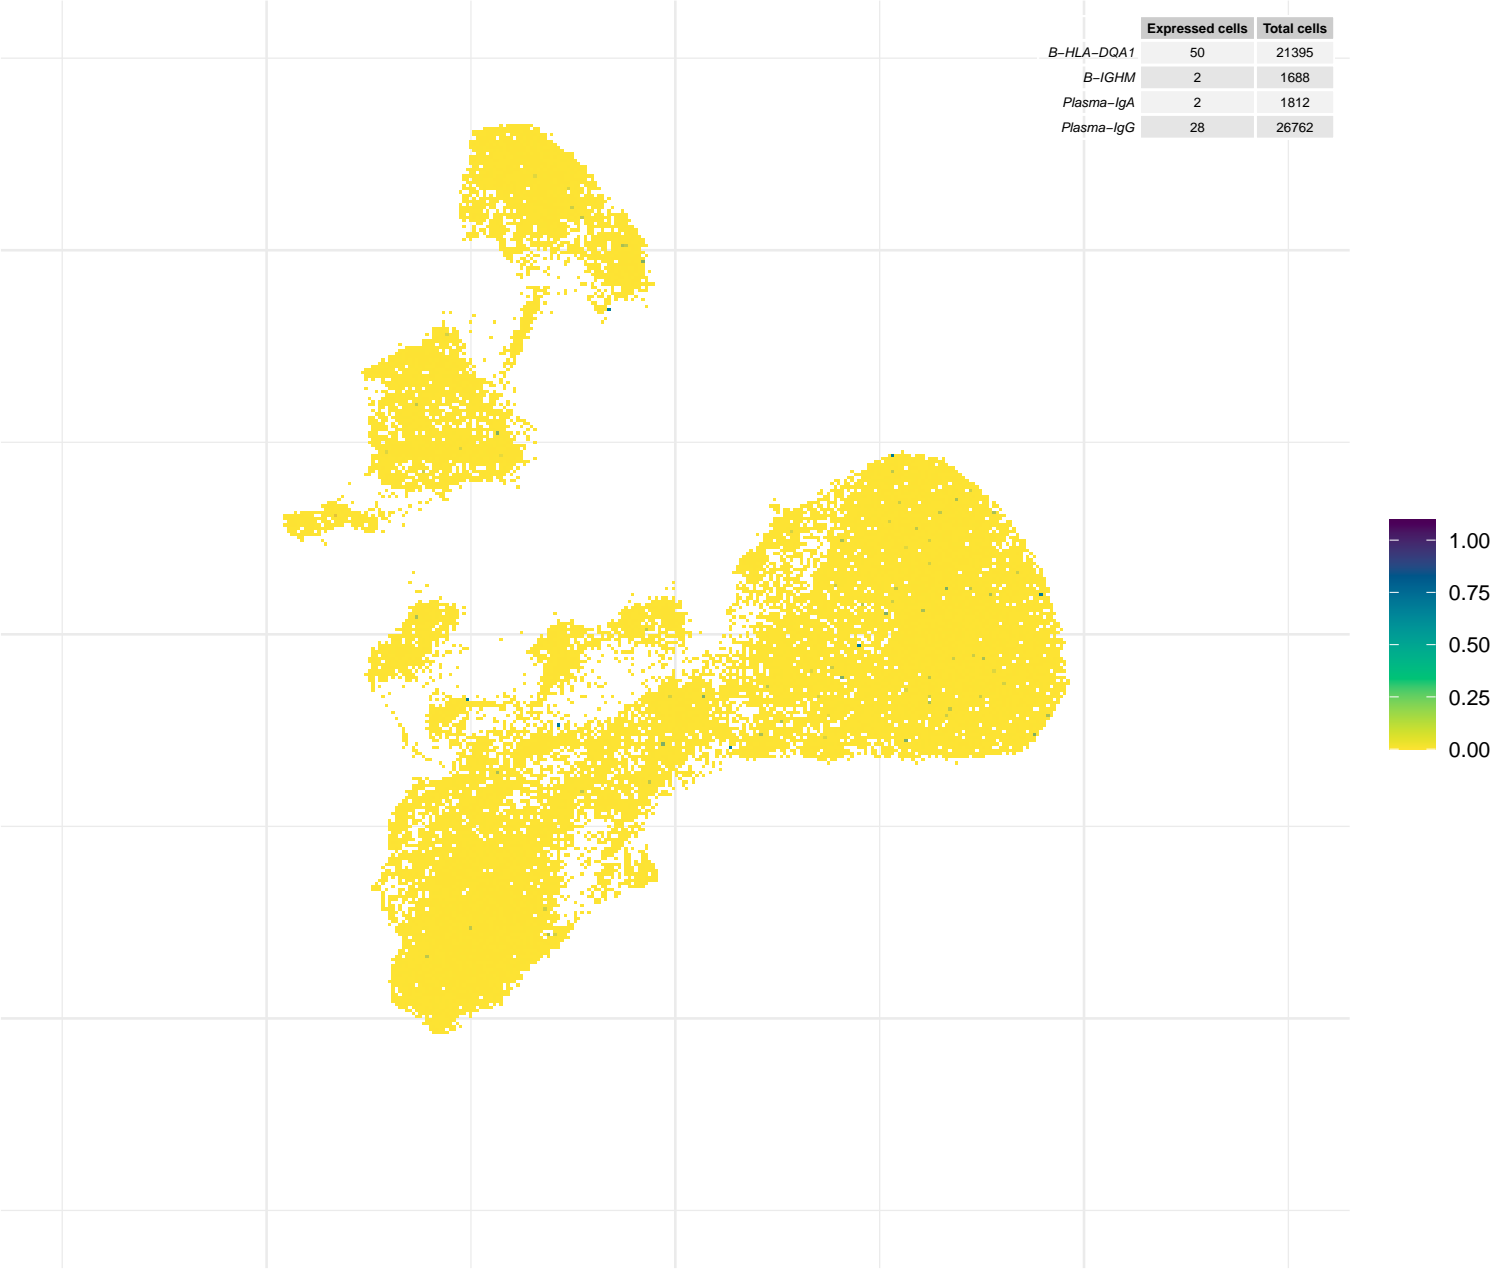 Expressed cells Total cells
B−HLA−DQA1 50 21395
B−IGHM 2 1688
Plasma−IgA 2 1812
Plasma−IgG 28 26762
1.00
0.75
0.50
0.25
0.00